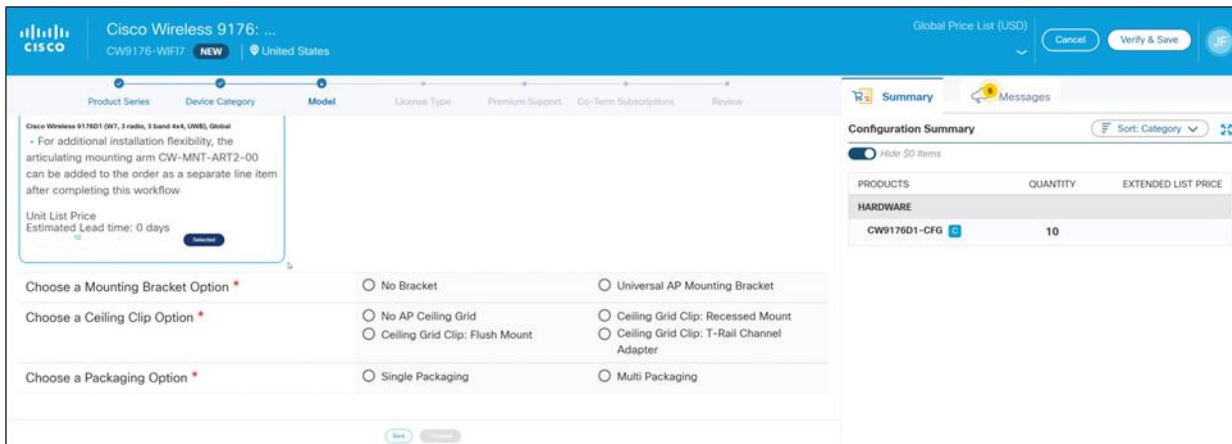 CISCO
Cisco Wireless 9176: ...
CW9176-WIFI7 NEW United States
Global Price List (USD)
Cancel
Verify & Save
JF
Product Series
Device Category
Model
License Type
Premium Support
Co-Term Subscriptions
Review
Summary
6
Messages
Cisco Wireless 9176D1 (W7, 3 radio, 3 band 4x4, UWB), Global
• For additional installation flexibility, the
articulating mounting arm CW-MNT-ART2-00
can be added to the order as a separate line item
after completing this workflow
Unit List Price
Estimated Lead time: 0 days
10
Selected
Configuration Summary
Sort: Category
Hide $0 Items
PRODUCTS QUANTITY EXTENDED LIST PRICE
HARDWARE
CW9176D1-CFG C 10
Choose a Mounting Bracket Option *
No Bracket
Universal AP Mounting Bracket
Choose a Ceiling Clip Option *
No AP Ceiling Grid
Ceiling Grid Clip: Recessed Mount
Ceiling Grid Clip: Flush Mount
Ceiling Grid Clip: T-Rail Channel
Adapter
Choose a Packaging Option *
Single Packaging
Multi Packaging
Back